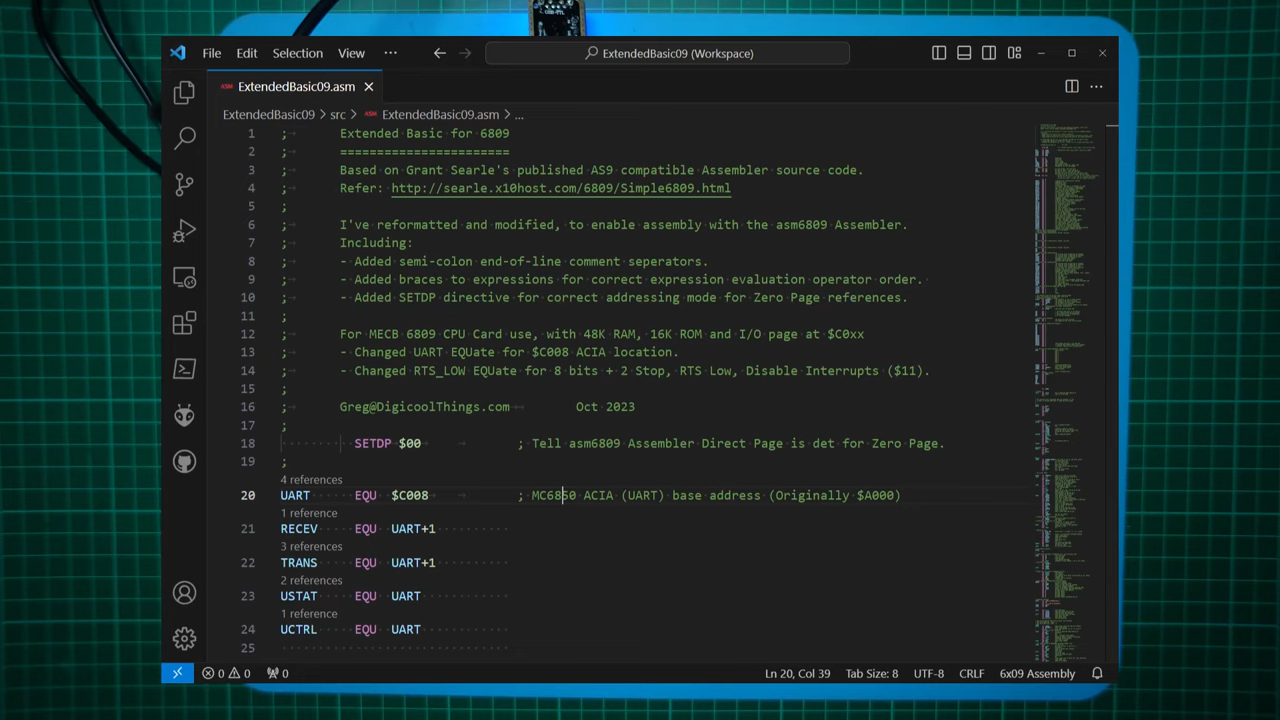 USB-TTL
File Edit Selection View ··· ExtendedBasic09 (Workspace)
ASM ExtendedBasic09.asm
ExtendedBasic09 > src > ASM ExtendedBasic09.asm > ...
1 ; Extended Basic for 6809
2 ; =======================
3 ; Based on Grant Searle's published AS9 compatible Assembler source code.
4 ; Refer: http://searle.x10host.com/6809/Simple6809.html
5 ;
6 ; I've reformatted and modified, to enable assembly with the asm6809 Assembler.
7 ; Including:
8 ; - Added semi-colon end-of-line comment seperators.
9 ; - Added braces to expressions for correct expression evaluation operator order.
10 ; - Added SETDP directive for correct addressing mode for Zero Page references.
11 ;
12 ; For MECB 6809 CPU Card use, with 48K RAM, 16K ROM and I/O page at $C0xx
13 ; - Changed UART EQUate for $C008 ACIA location.
14 ; - Changed RTS_LOW EQUate for 8 bits + 2 Stop, RTS Low, Disable Interrupts ($11).
15 ;
16 ; Greg@DigicoolThings.com Oct 2023
17 ;
18 SETDP $00 ; Tell asm6809 Assembler Direct Page is det for Zero Page.
19 ;
4 references
20 UART EQU $C008 ; MC6850 ACIA (UART) base address (Originally $A000)
1 reference
21 RECEV EQU UART+1
3 references
22 TRANS EQU UART+1
2 references
23 USTAT EQU UART
1 reference
24 UCTRL EQU UART
25
0 0 0 Ln 20, Col 39 Tab Size: 8 UTF-8 CRLF 6x09 Assembly